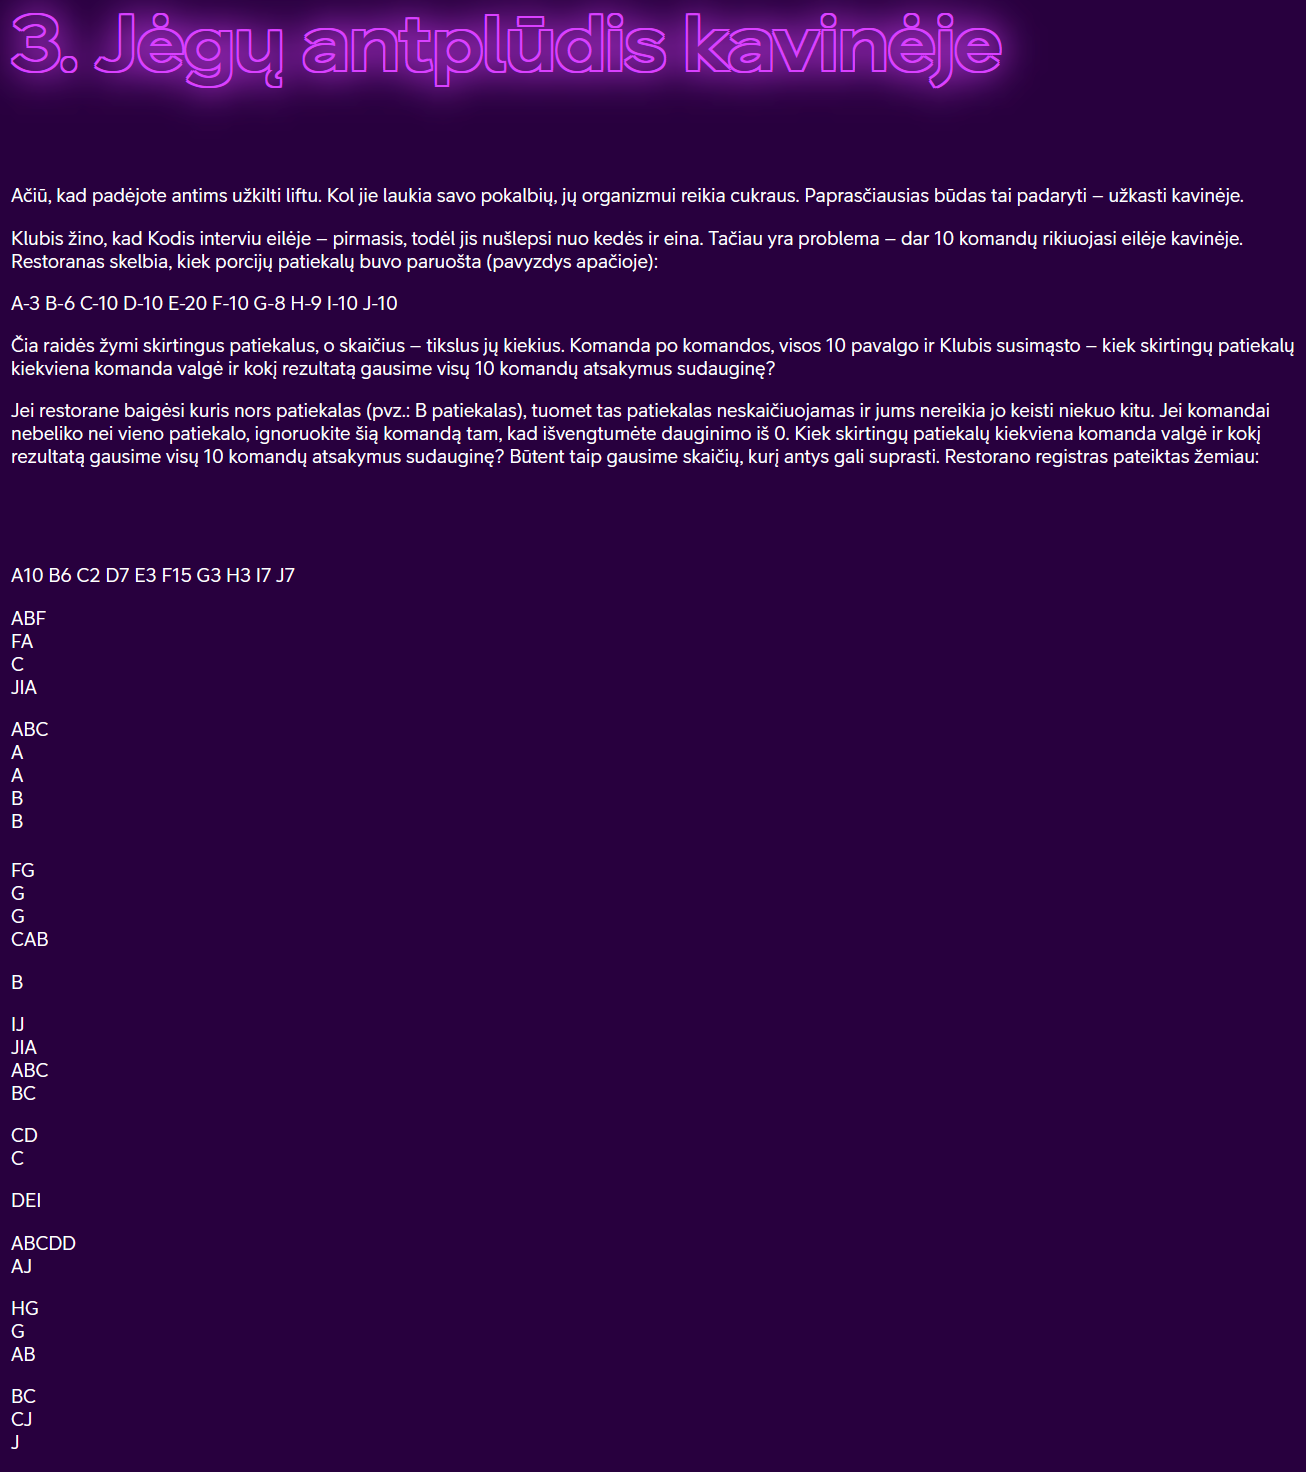 3. Jėgų antplūdis kavinėje
Ačiū, kad padėjote antims užkilti liftu. Kol jie laukia savo pokalbių, jų organizmui reikia cukraus. Paprasčiausias būdas tai padaryti – užkasti kavinėje.
Klubis žino, kad Kodis interviu eilėje – pirmasis, todėl jis nušlepsi nuo kedės ir eina. Tačiau yra problema – dar 10 komandų rikiuojasi eilėje kavinėje.
Restoranas skelbia, kiek porcijų patiekalų buvo paruošta (pavyzdys apačioje):
A-3 B-6 C-10 D-10 E-20 F-10 G-8 H-9 I-10 J-10
Čia raidės žymi skirtingus patiekalus, o skaičius – tikslus jų kiekius. Komanda po komandos, visos 10 pavalgo ir Klubis susimąsto – kiek skirtingų patiekalų
kiekviena komanda valgė ir kokį rezultatą gausime visų 10 komandų atsakymus sudauginę?
Jei restorane baigėsi kuris nors patiekalas (pvz.: B patiekalas), tuomet tas patiekalas neskaičiuojamas ir jums nereikia jo keisti niekuo kitu. Jei komandai
nebeliko nei vieno patiekalo, ignoruokite šią komandą tam, kad išvengtumėte dauginimo iš 0. Kiek skirtingų patiekalų kiekviena komanda valgė ir kokį
rezultatą gausime visų 10 komandų atsakymus sudauginę? Būtent taip gausime skaičių, kurį antys gali suprasti. Restorano registras pateiktas žemiau:
A10 B6 C2 D7 E3 F15 G3 H3 I7 J7
ABF
FA
C
JIA
ABC
A
A
B
B
FG
G
G
CAB
B
IJ
JIA
ABC
BC
CD
C
DEI
ABCDD
AJ
HG
G
AB
BC
CJ
J